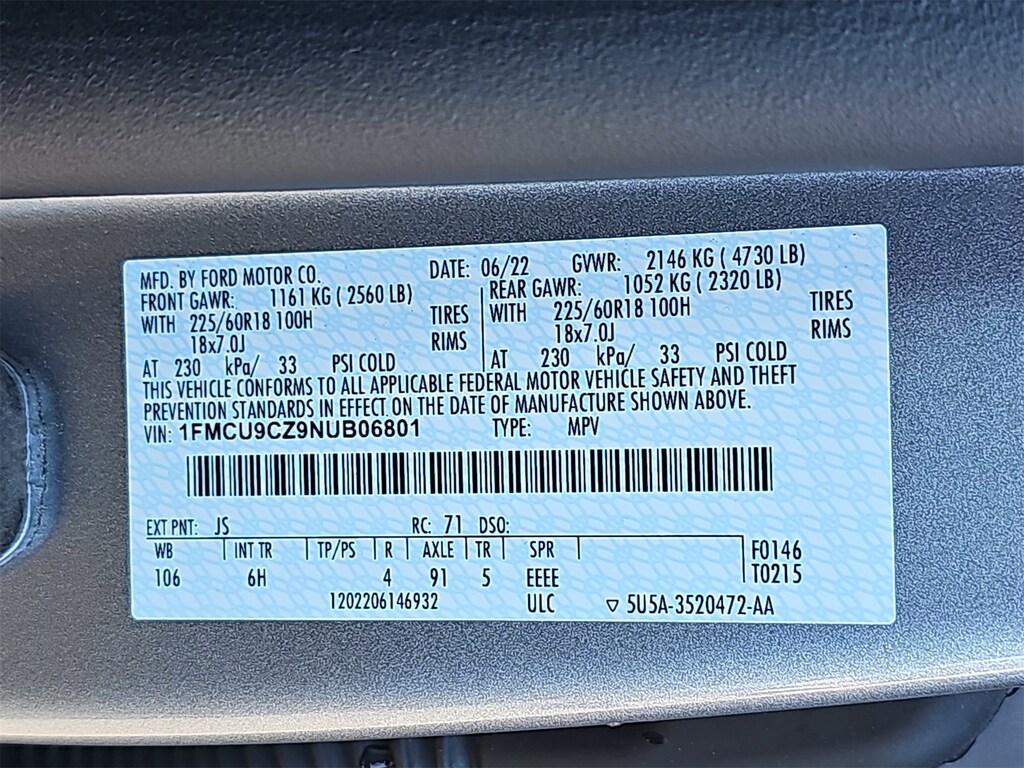 MFD. BY FORD MOTOR CO. DATE: 06/22 GVWR: 2146 KG ( 4730 LB)
FRONT GAWR: 1161 KG ( 2560 LB) REAR GAWR: 1052 KG ( 2320 LB)
WITH 225/60R18 100H TIRES WITH 225/60R18 100H TIRES
18x7.0J RIMS 18x7.0J RIMS
AT 230 kPa/ 33 PSI COLD AT 230 kPa/ 33 PSI COLD
THIS VEHICLE CONFORMS TO ALL APPLICABLE FEDERAL MOTOR VEHICLE SAFETY AND THEFT
PREVENTION STANDARDS IN EFFECT ON THE DATE OF MANUFACTURE SHOWN ABOVE.
VIN: 1FMCU9CZ9NUB06801 TYPE: MPV
EXT PNT: JS RC: 71 DSO:
WB INT TR TP/PS R AXLE TR SPR F0146
106 6H 4 91 5 EEEE T0215
1202206146932 ULC ▽ 5U5A-3520472-AA